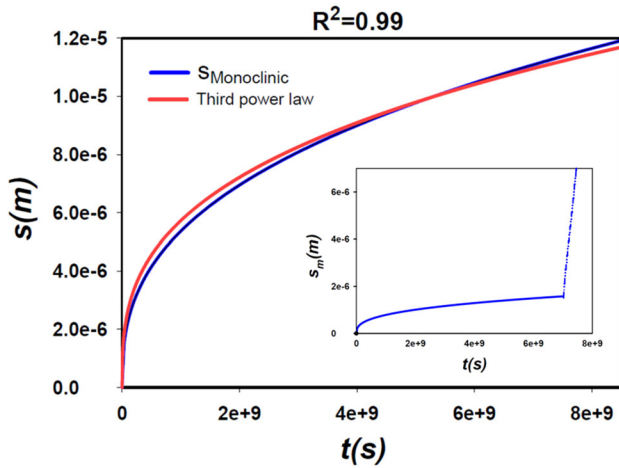 R²=0.99
1.2e-5
1.0e-5
8.0e-6
6.0e-6
4.0e-6
2.0e-6
0.0
s(m)
S_Monoclinic
Third power law
0 2e+9 4e+9 6e+9 8e+9
t(s)
6e-6
4e-6
2e-6
0
s_m(m)
0 2e+9 4e+9 6e+9 8e+9
t(s)